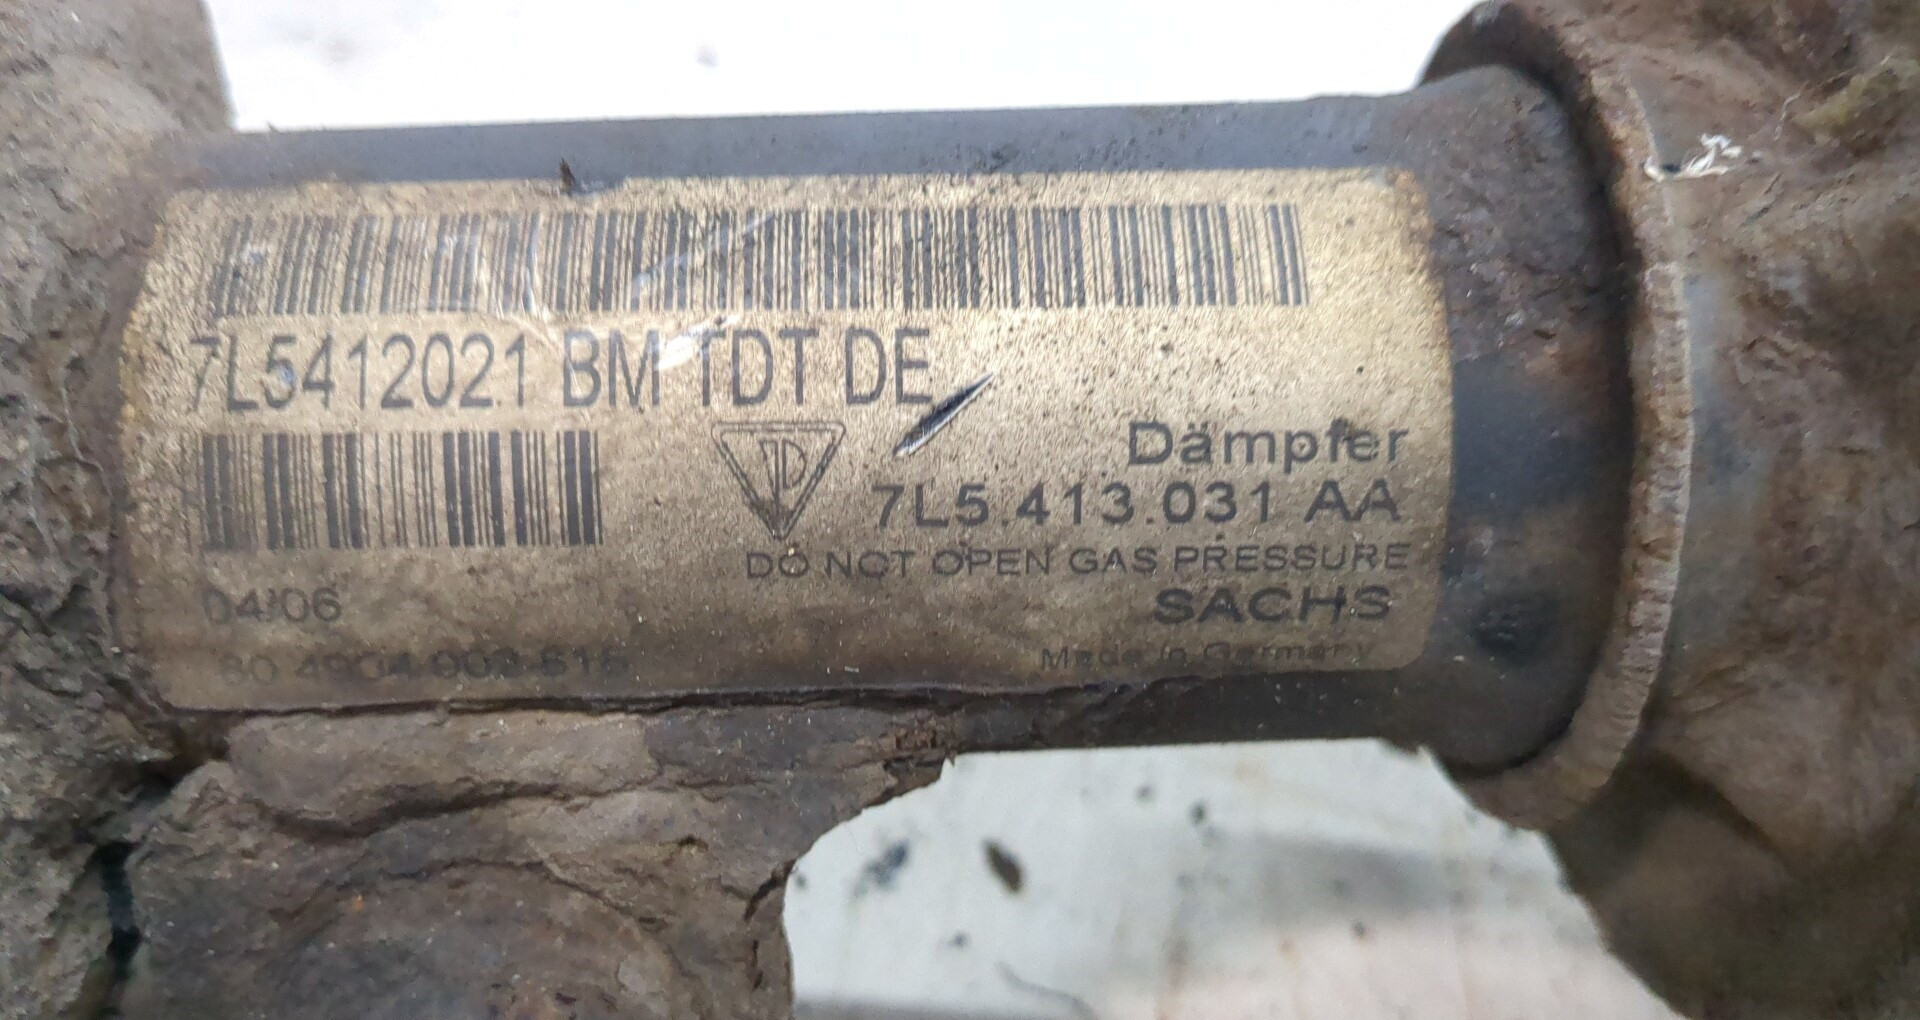 7L5412021 BM TDT DE
Dämpfer
7L5.413.031 AA
DO NOT OPEN GAS PRESSURE
04/06
SACHS
Made in Germany